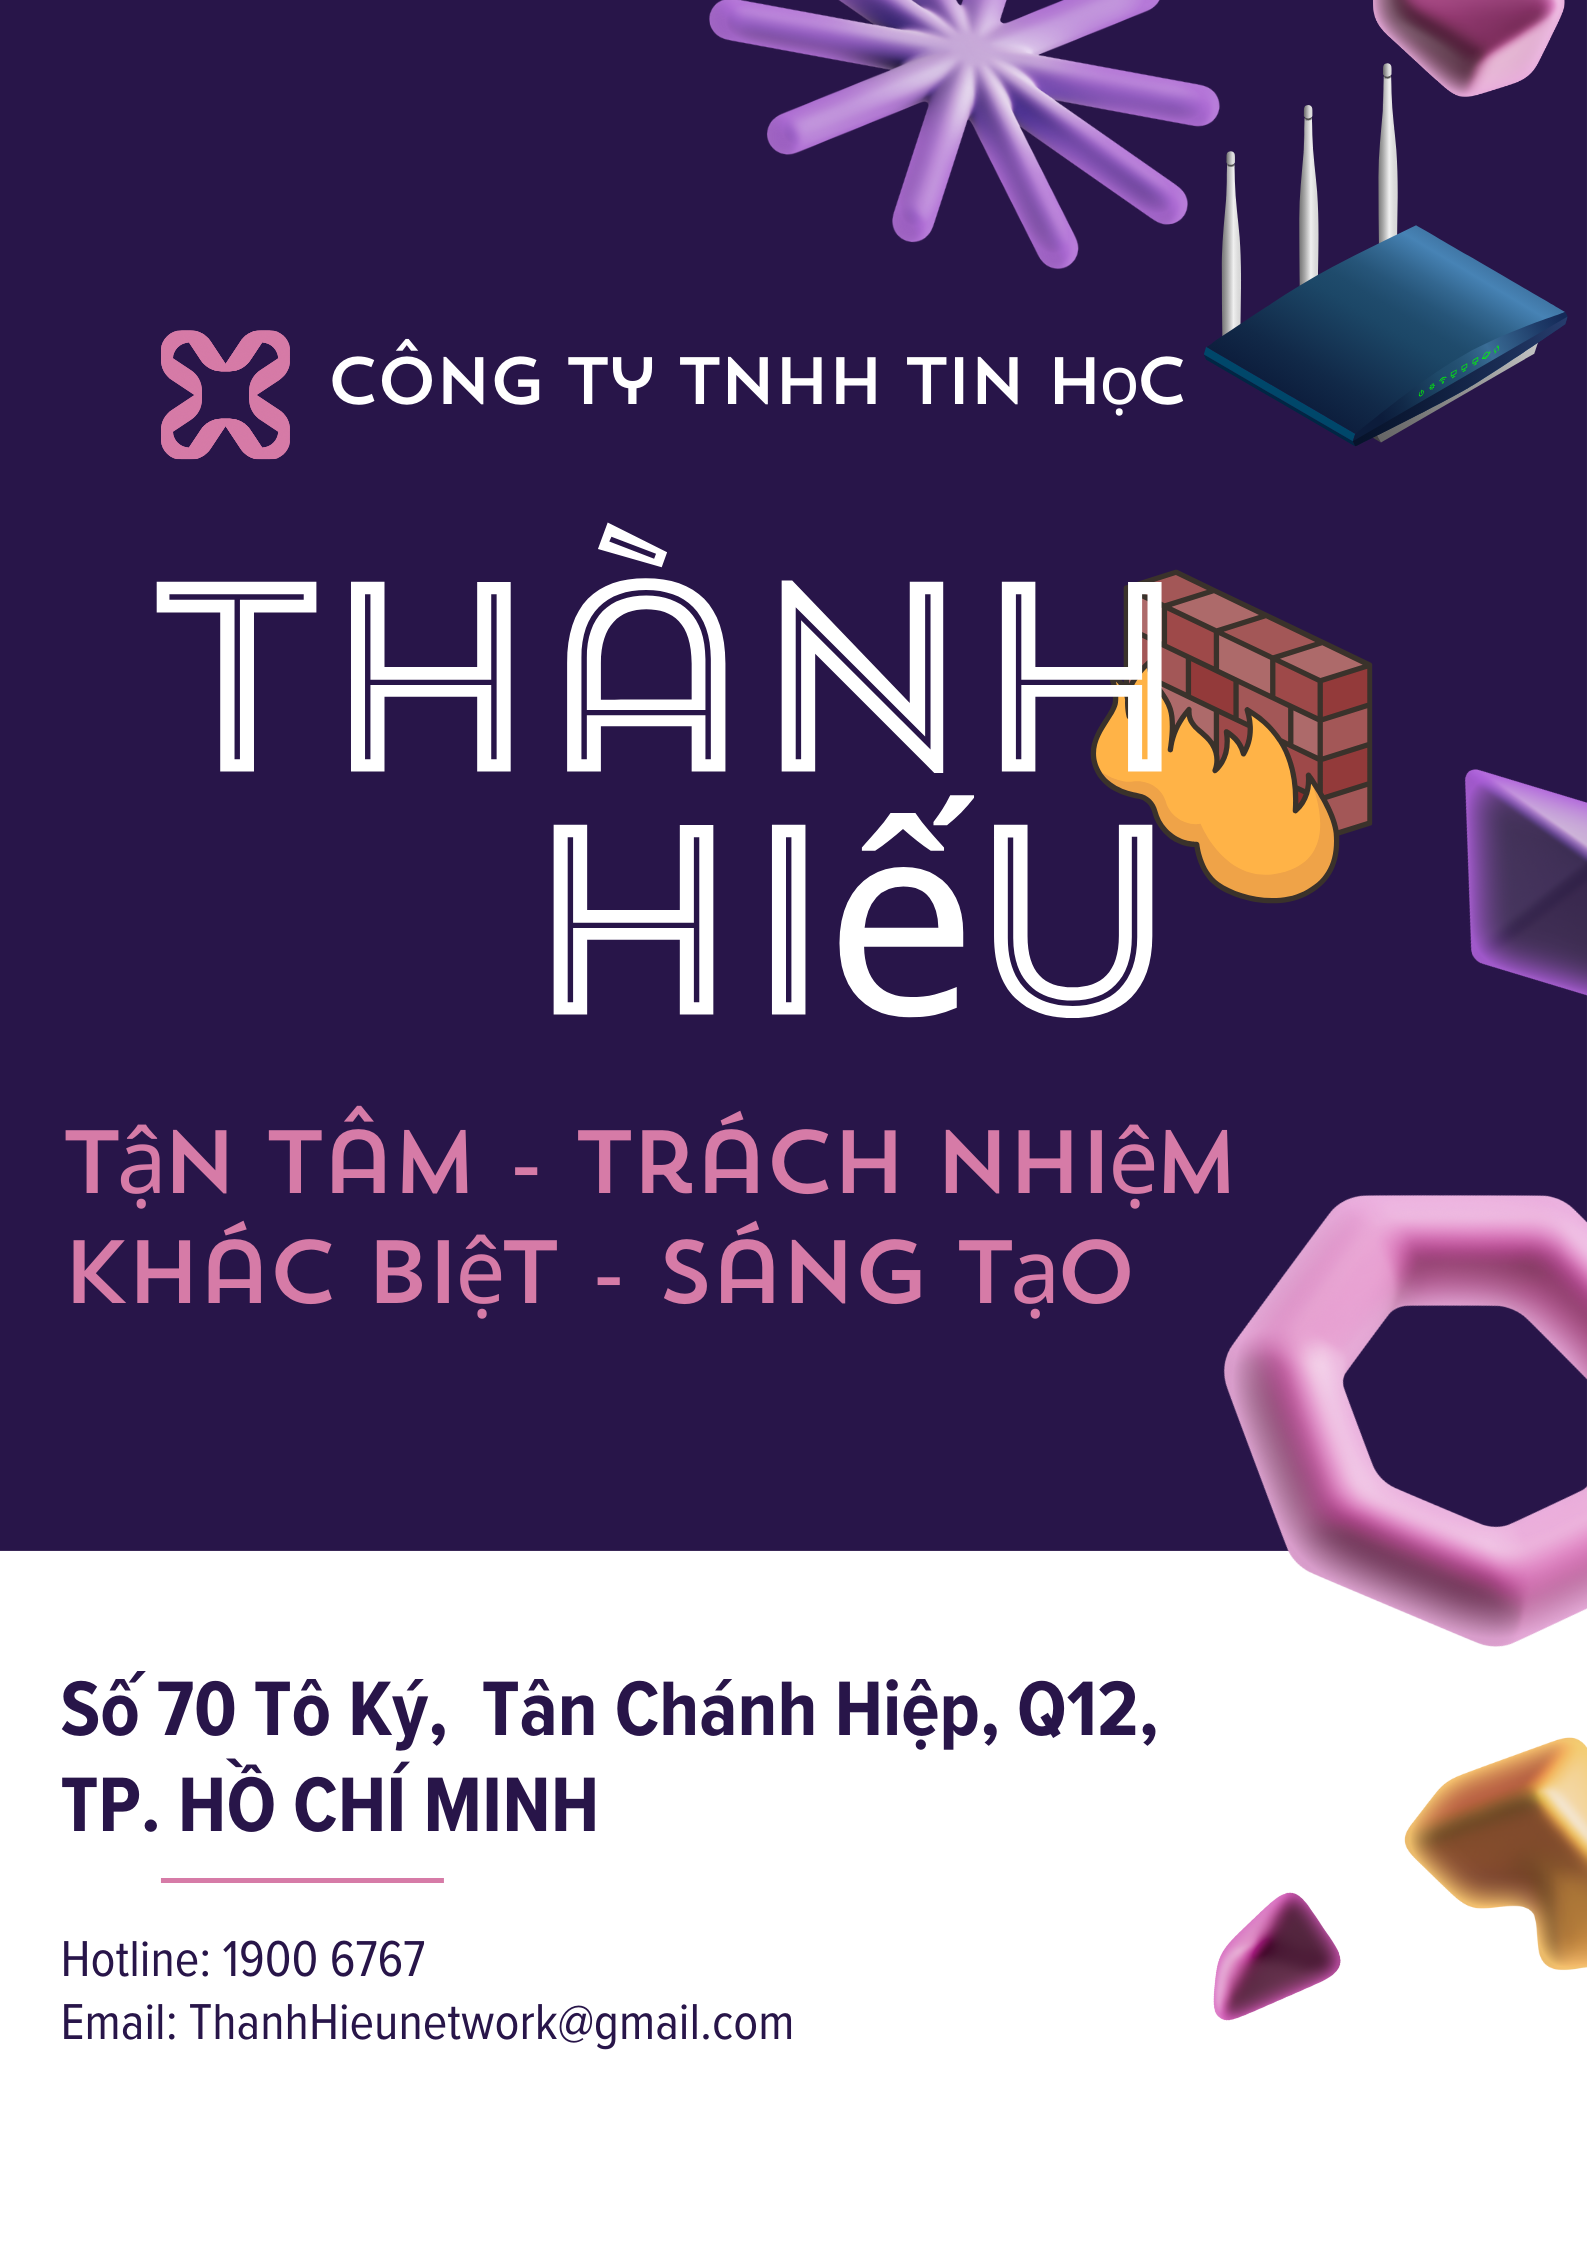 CÔNG TY TNHH TIN HọC
THÀNH
HIếU
TậN TÂM - TRÁCH NHIệM
KHÁC BIệT - SÁNG TạO
Số 70 Tô Ký, Tân Chánh Hiệp, Q12,
TP. HỒ CHÍ MINH
Hotline: 1900 6767
Email: ThanhHieunetwork@gmail.com